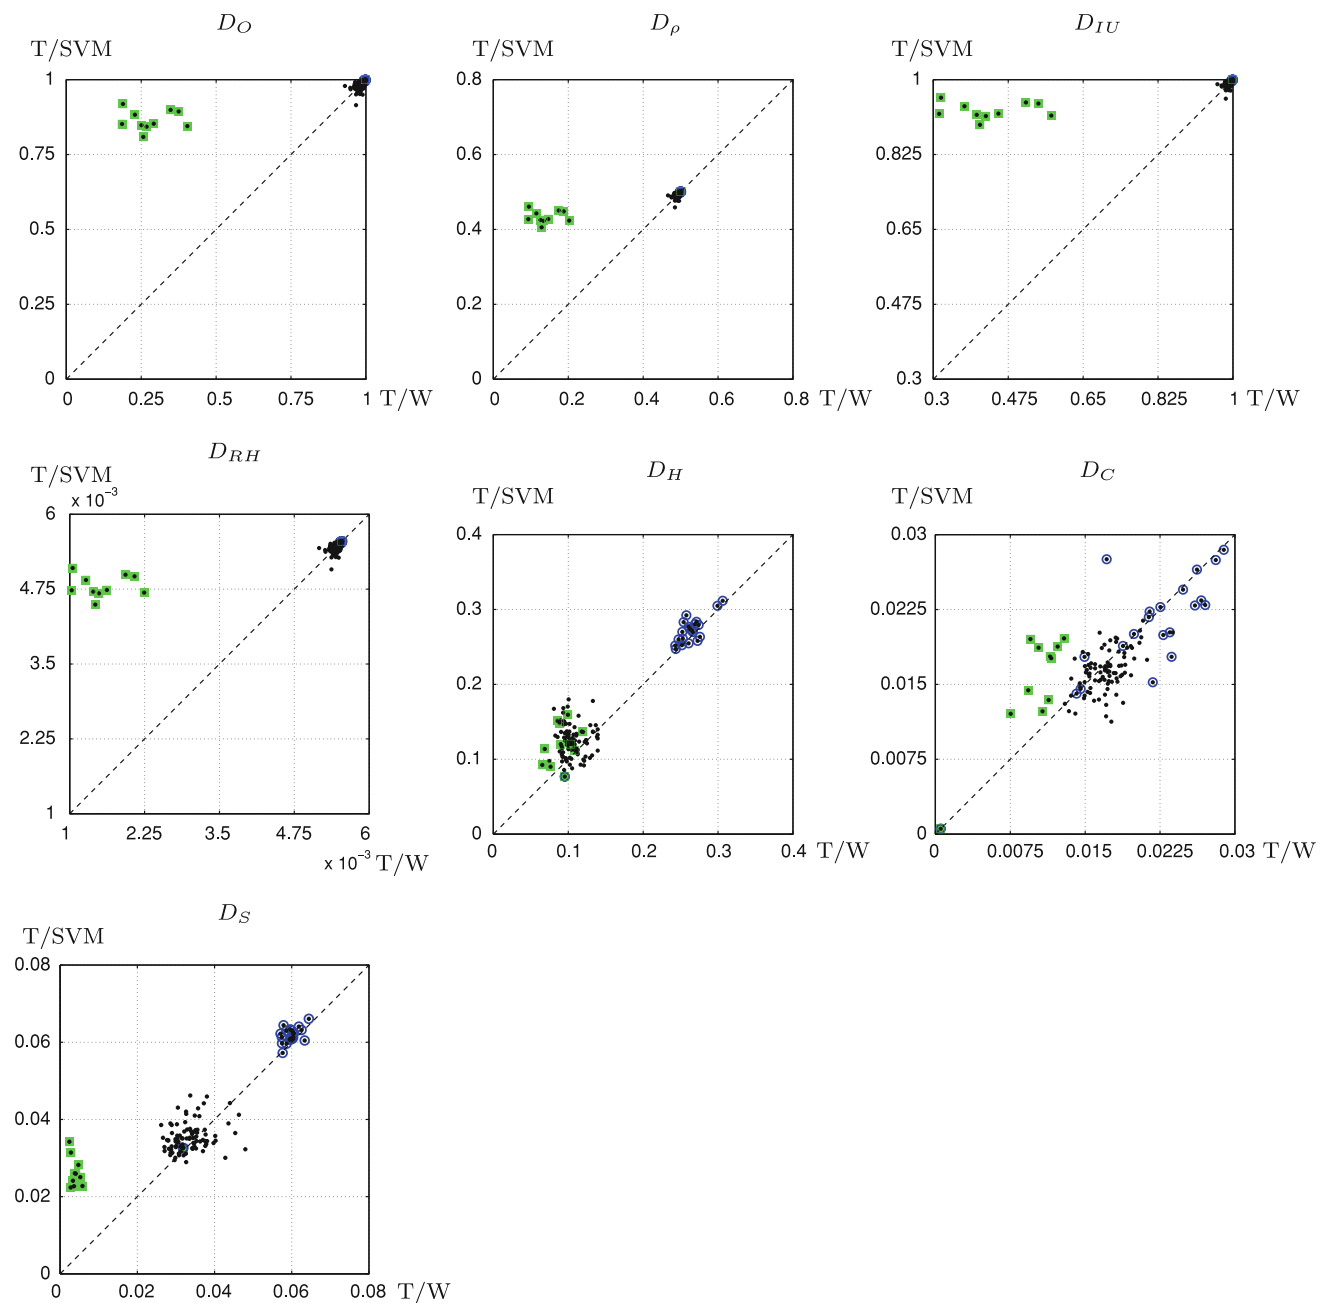 D_O
T/SVM
1
0.75
0.5
0.25
0
0 0.25 0.5 0.75 1 T/W
D_ρ
T/SVM
0.8
0.6
0.4
0.2
0
0 0.2 0.4 0.6 0.8 T/W
D_{IU}
T/SVM
1
0.825
0.65
0.475
0.3
0.3 0.475 0.65 0.825 1 T/W
D_{RH}
T/SVM
x 10^{-3}
6
4.75
3.5
2.25
1
1 2.25 3.5 4.75 6
x 10^{-3} T/W
D_H
T/SVM
0.4
0.3
0.2
0.1
0
0 0.1 0.2 0.3 0.4 T/W
D_C
T/SVM
0.03
0.0225
0.015
0.0075
0
0 0.0075 0.015 0.0225 0.03 T/W
D_S
T/SVM
0.08
0.06
0.04
0.02
0
0 0.02 0.04 0.06 0.08 T/W